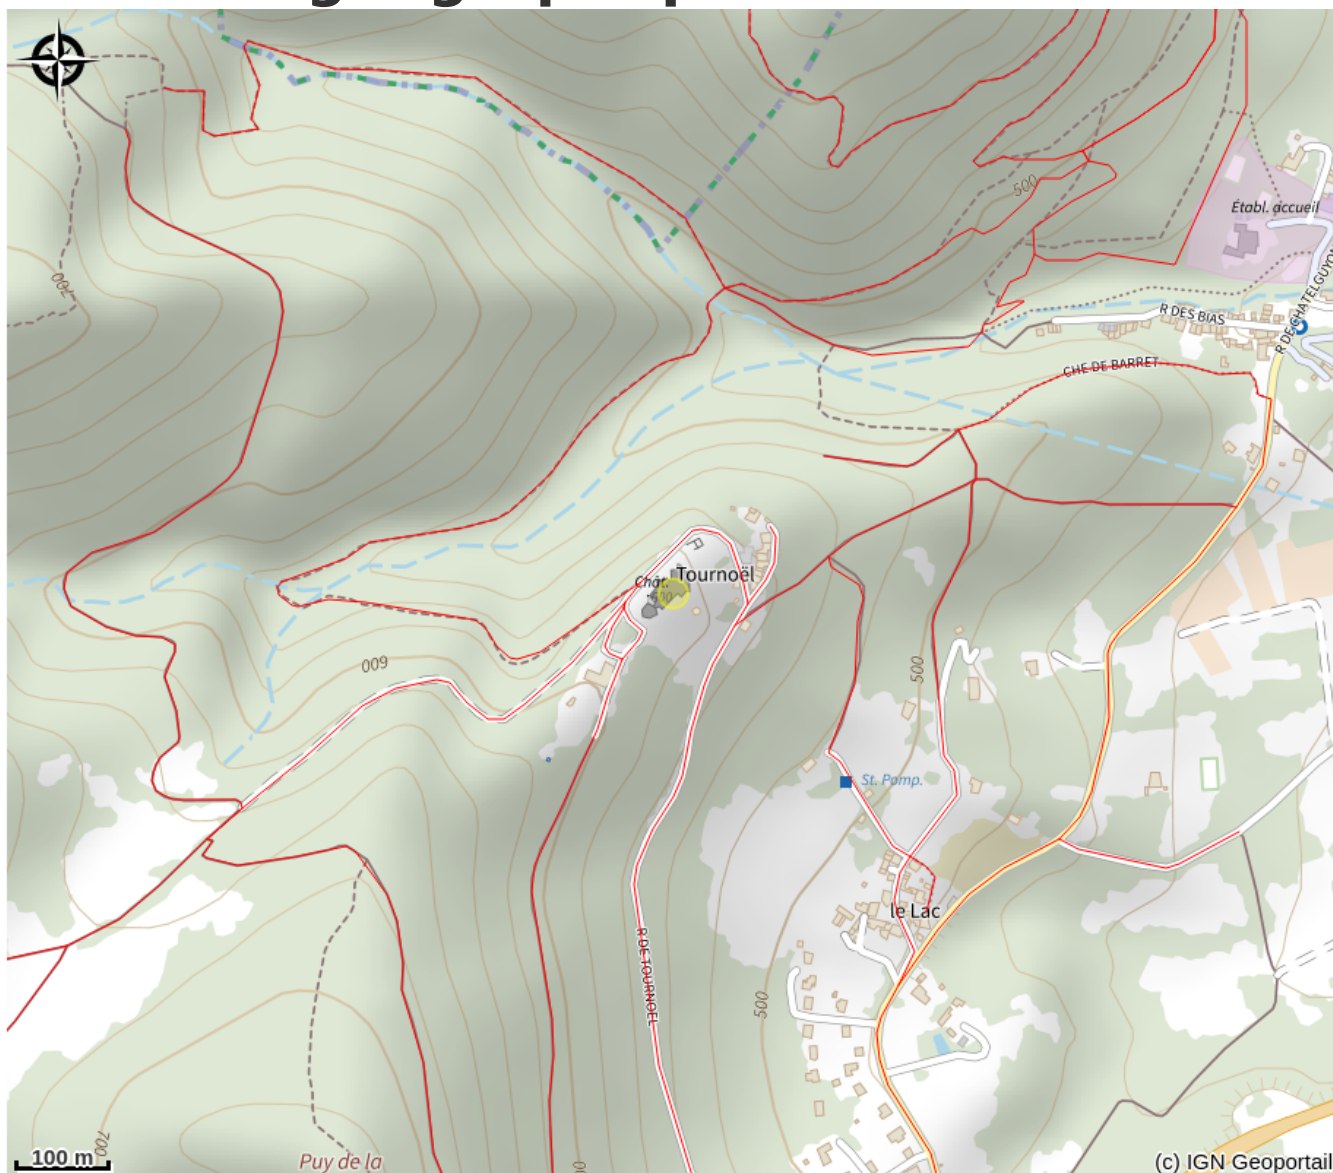 500
Établ. accueil
700
R DES BIAS
R DE CHATELGUYON
CHE DE BARRET
Tournoël
Chât.
600
500
St. Pomp.
le Lac
R DE TOURNOEL
500
700
100 m
Puy de la
(c) IGN Geoportail